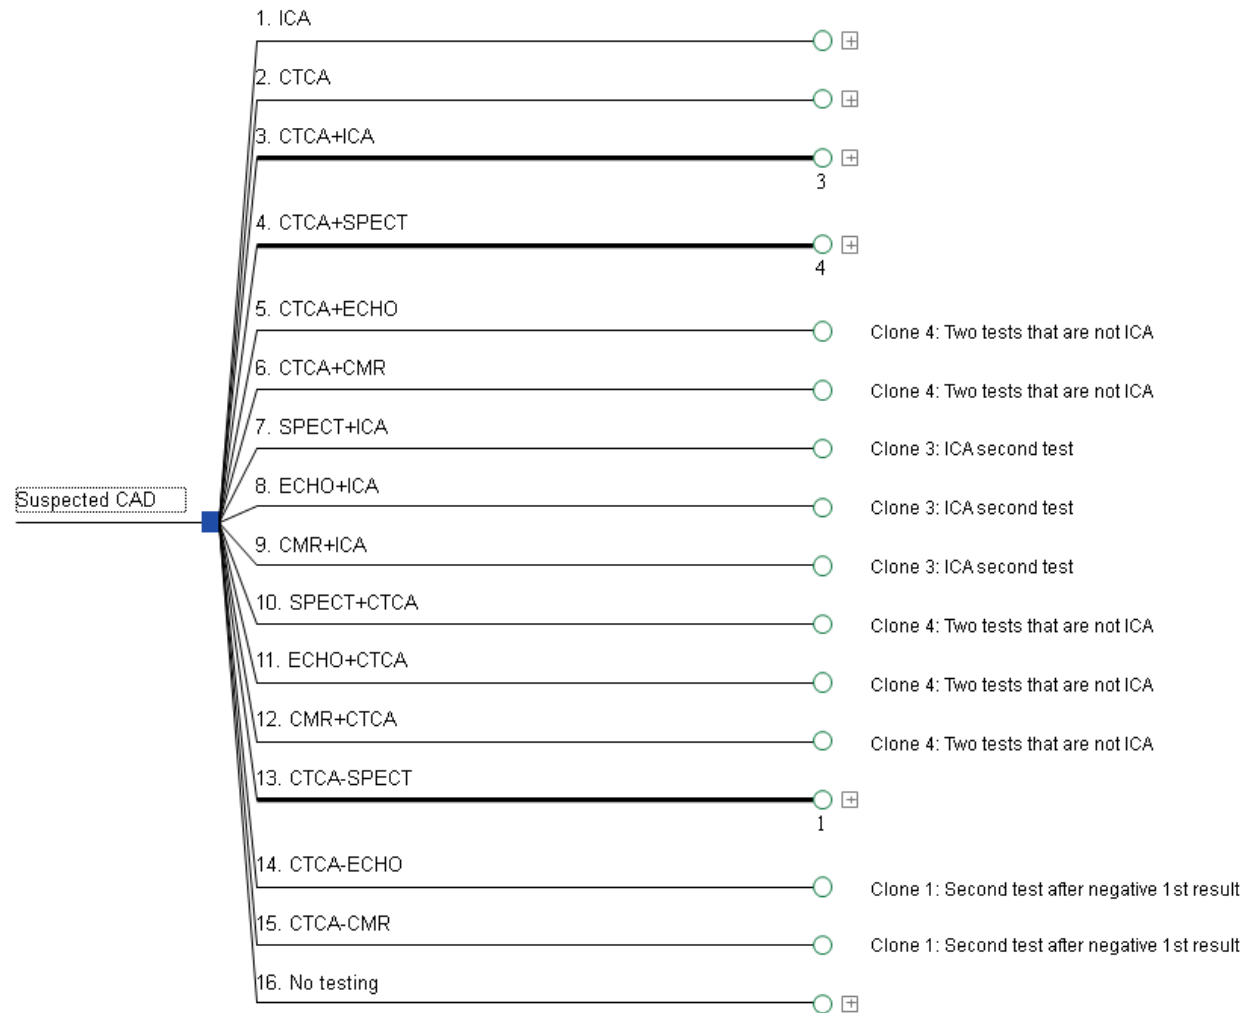 1. ICA
2. CTCA
3. CTCA+ICA
3
4. CTCA+SPECT
4
5. CTCA+ECHO
Clone 4: Two tests that are not ICA
6. CTCA+CMR
Clone 4: Two tests that are not ICA
7. SPECT+ICA
Clone 3: ICA second test
8. ECHO+ICA
Clone 3: ICA second test
Suspected CAD
9. CMR+ICA
Clone 3: ICA second test
10. SPECT+CTCA
Clone 4: Two tests that are not ICA
11. ECHO+CTCA
Clone 4: Two tests that are not ICA
12. CMR+CTCA
Clone 4: Two tests that are not ICA
13. CTCA-SPECT
1
14. CTCA-ECHO
Clone 1: Second test after negative 1st result
15. CTCA-CMR
Clone 1: Second test after negative 1st result
16. No testing